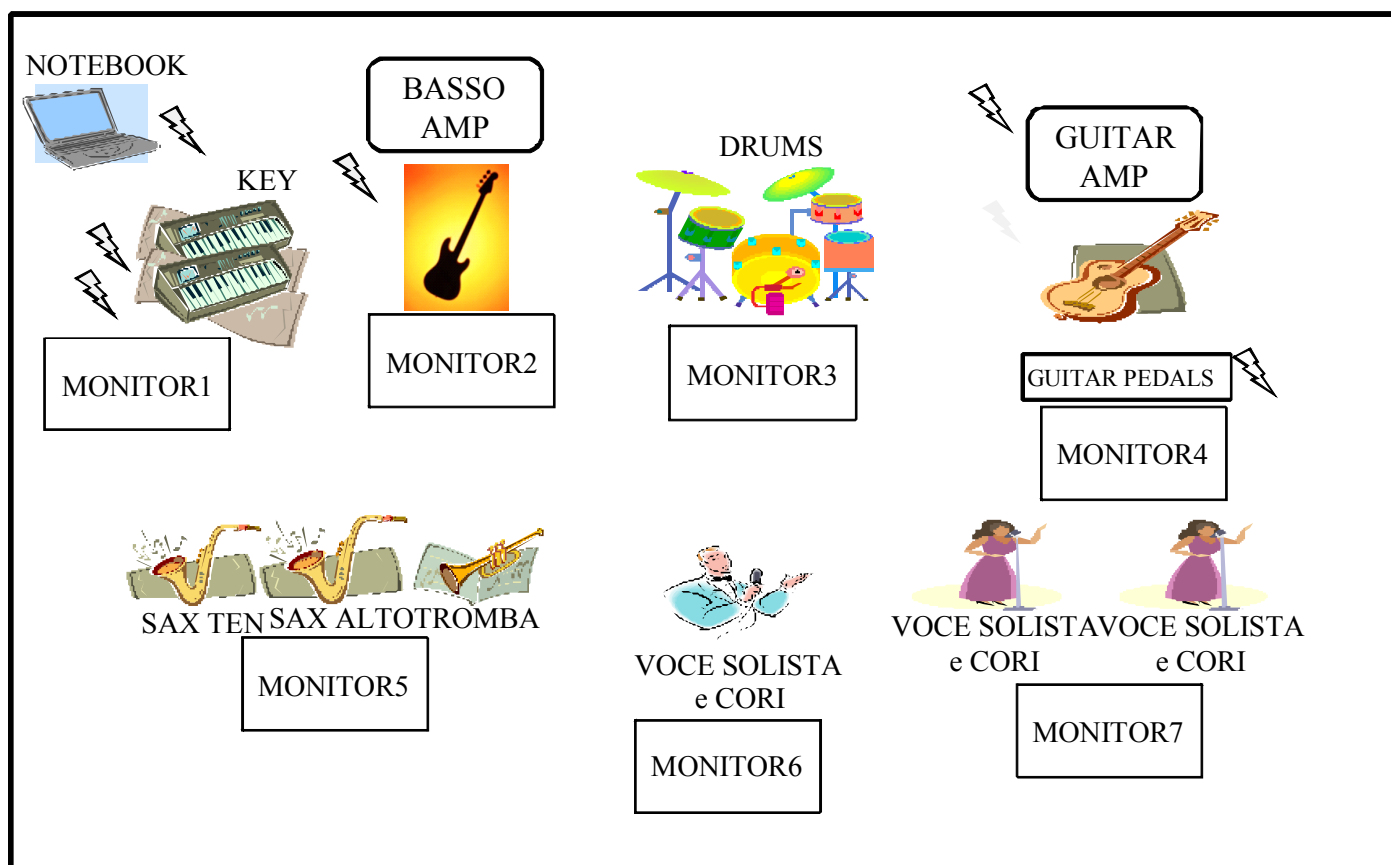 NOTEBOOK
BASSO
AMP
GUITAR
AMP
DRUMS
KEY
MONITOR1
MONITOR2
MONITOR3
GUITAR PEDALS
MONITOR4
SAX TEN
SAX ALTO
TROMBA
MONITOR5
VOCE SOLISTA
e CORI
MONITOR6
VOCE SOLISTA
e CORI
VOCE SOLISTA
e CORI
MONITOR7